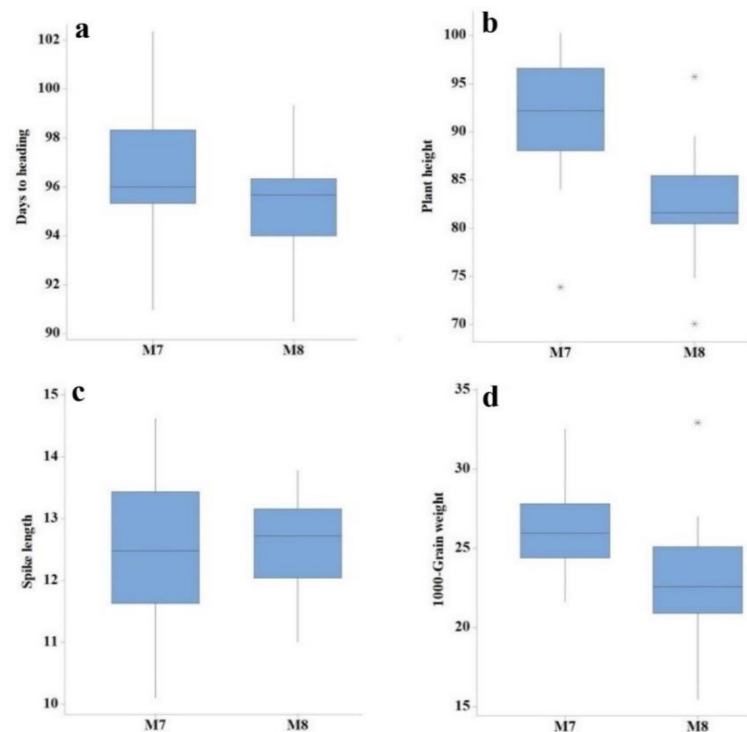 a
Days to heading
102
100
98
96
94
92
90
M7 M8
b
Plant height
100
95
90
85
80
75
70
M7 M8
c
Spike length
15
14
13
12
11
10
M7 M8
d
1000-Grain weight
35
30
25
20
15
M7 M8